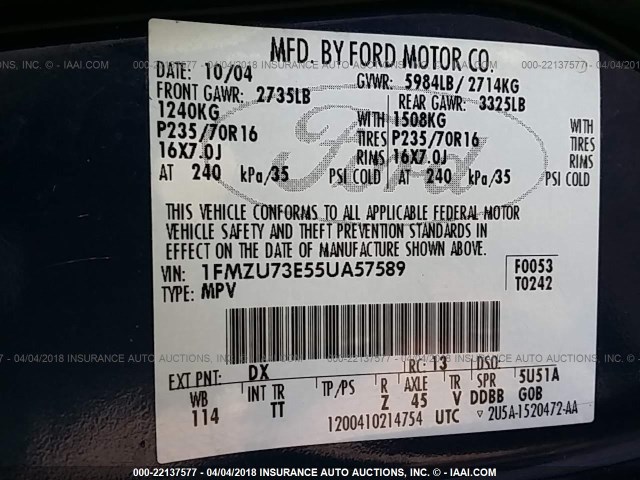 MFD. BY FORD MOTOR CO.
DATE: 10/04 GVWR: 5984LB / 2714KG
FRONT GAWR: 2735LB REAR GAWR: 3325LB
1240KG WITH 1508KG WITH
P235/70R16 TIRES P235/70R16 TIRES
16X7.0J RIMS 16X7.0J RIMS
AT 240 kPa/35 PSI COLD AT 240 kPa/35 PSI COLD
Ford
THIS VEHICLE CONFORMS TO ALL APPLICABLE FEDERAL MOTOR
VEHICLE SAFETY AND THEFT PREVENTION STANDARDS IN
EFFECT ON THE DATE OF MANUFACTURE SHOWN ABOVE.
VIN: 1FMZU73E55UA57589 F0053
TYPE: MPV T0242
EXT PNT: DX RC: 13 DSO:
WB INT TR TP/PS R AXLE TR SPR 5U51A
114 TT Z 45 V DDBB GOB
1200410214754 UTC ▽ 2U5A-1520472-AA
000-22137577 - 04/04/2018 INSURANCE AUTO AUCTIONS - © IAAI.COM